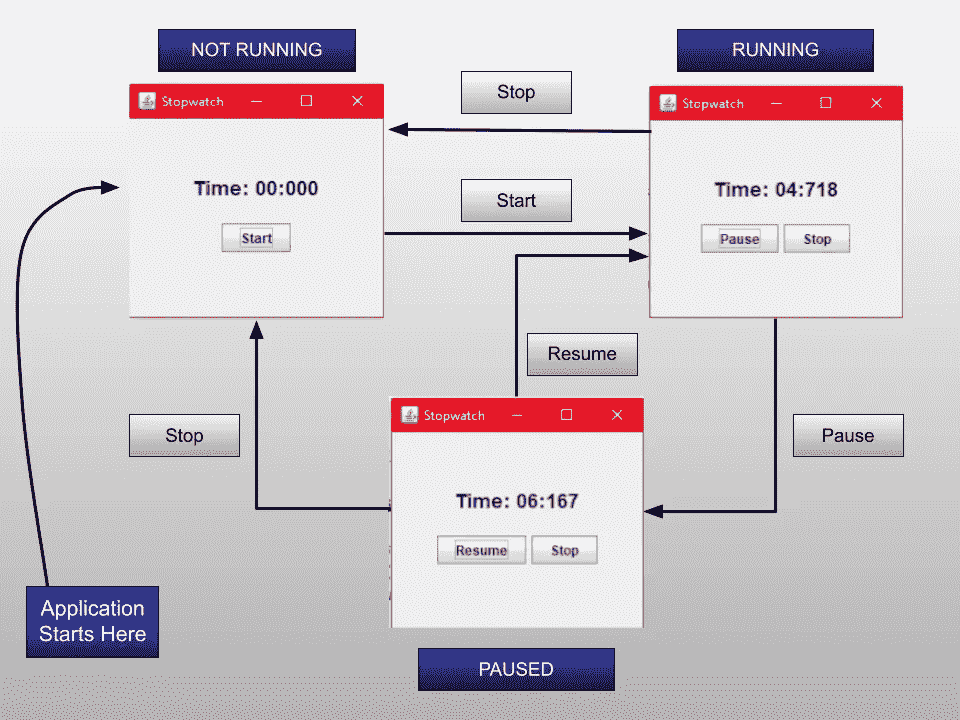 NOT RUNNING
RUNNING
Stopwatch
Stop
Stopwatch
Time: 00:000
Start
Start
Time: 04:718
Pause Stop
Resume
Stop
Stopwatch
Pause
Time: 06:167
Resume Stop
Application
Starts Here
PAUSED